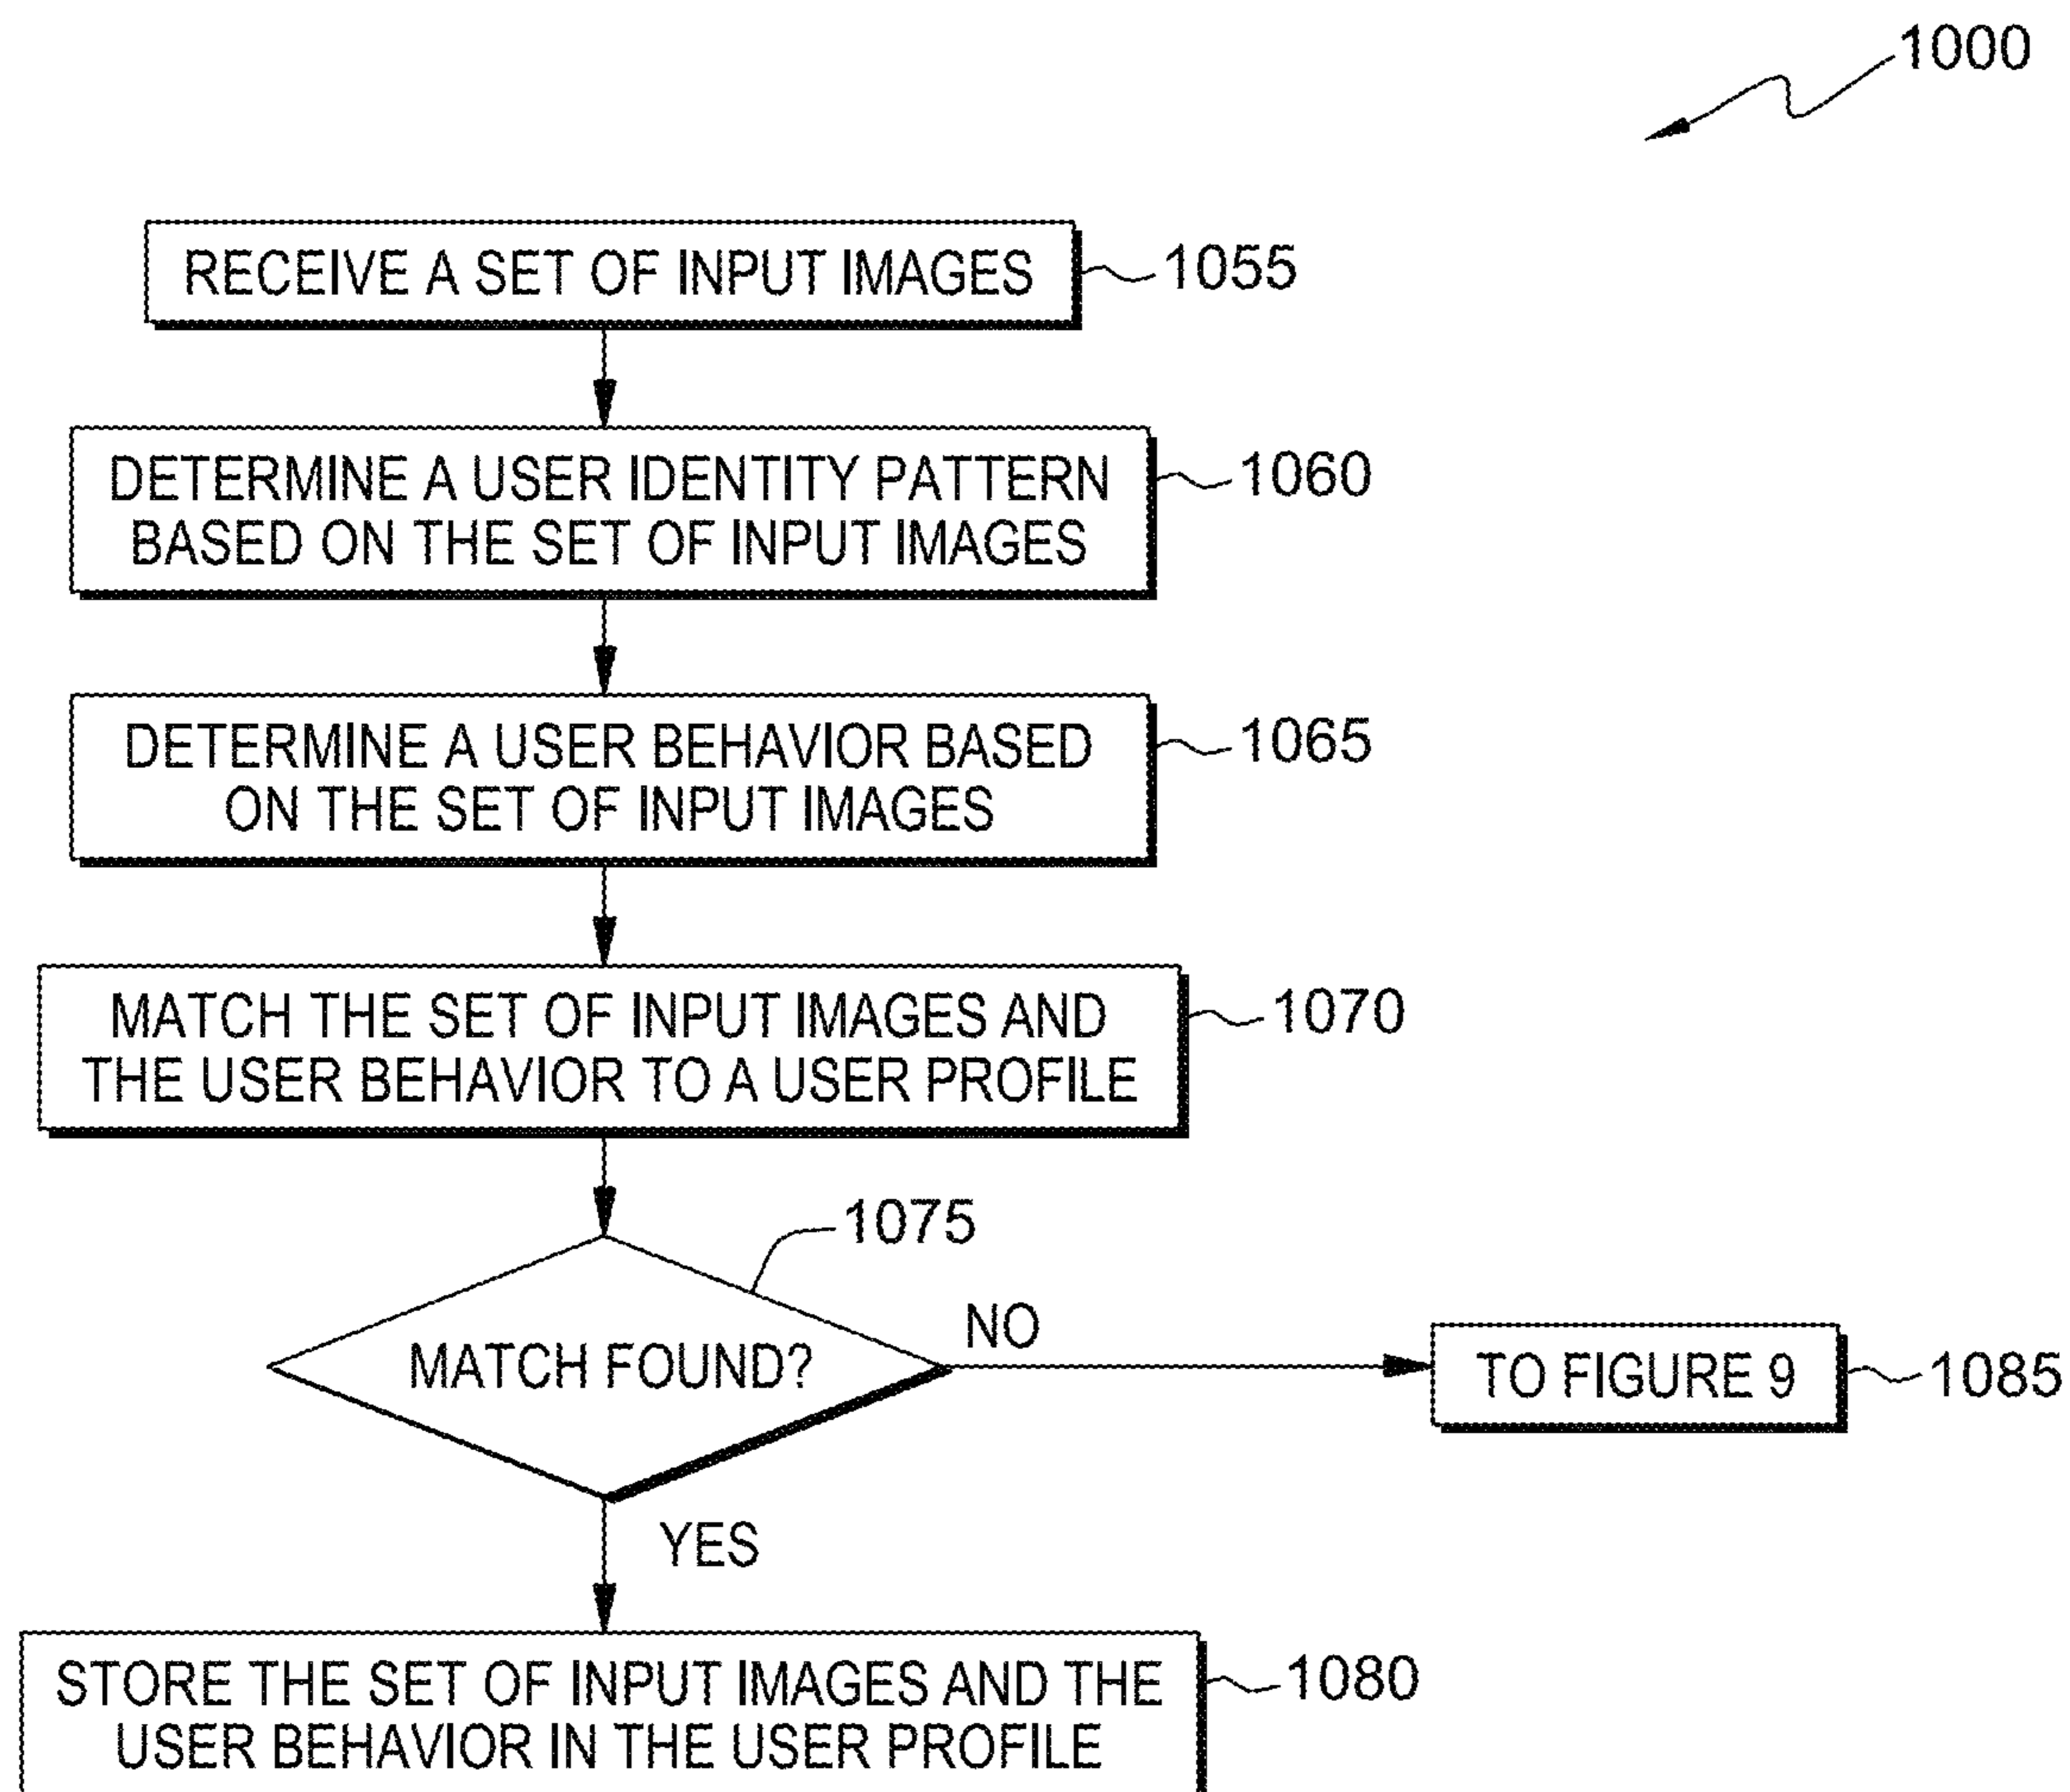 1000
RECEIVE A SET OF INPUT IMAGES
1055
DETERMINE A USER IDENTITY PATTERN
BASED ON THE SET OF INPUT IMAGES
1060
DETERMINE A USER BEHAVIOR BASED
ON THE SET OF INPUT IMAGES
1065
MATCH THE SET OF INPUT IMAGES AND
THE USER BEHAVIOR TO A USER PROFILE
1070
1075
MATCH FOUND?
NO
TO FIGURE 9
1085
YES
STORE THE SET OF INPUT IMAGES AND THE
USER BEHAVIOR IN THE USER PROFILE
1080